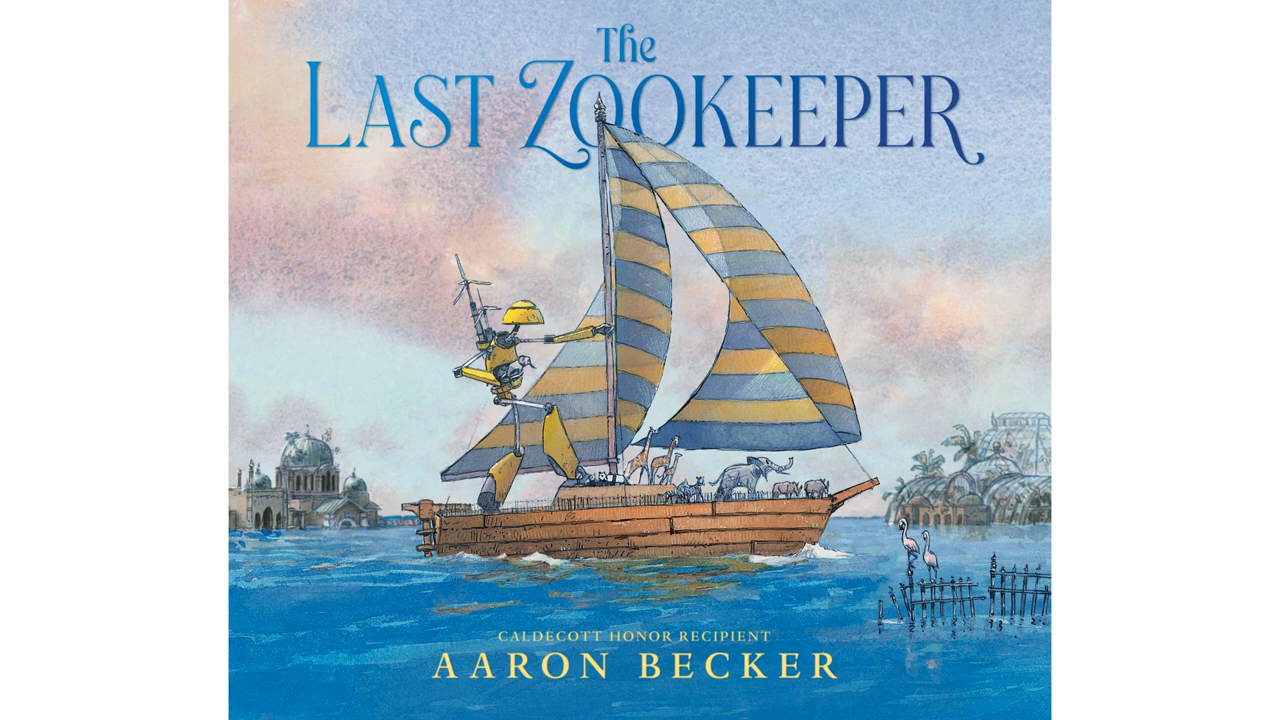 The
LAST ZOOKEEPER
CALDECOTT HONOR RECIPIENT
AARON BECKER